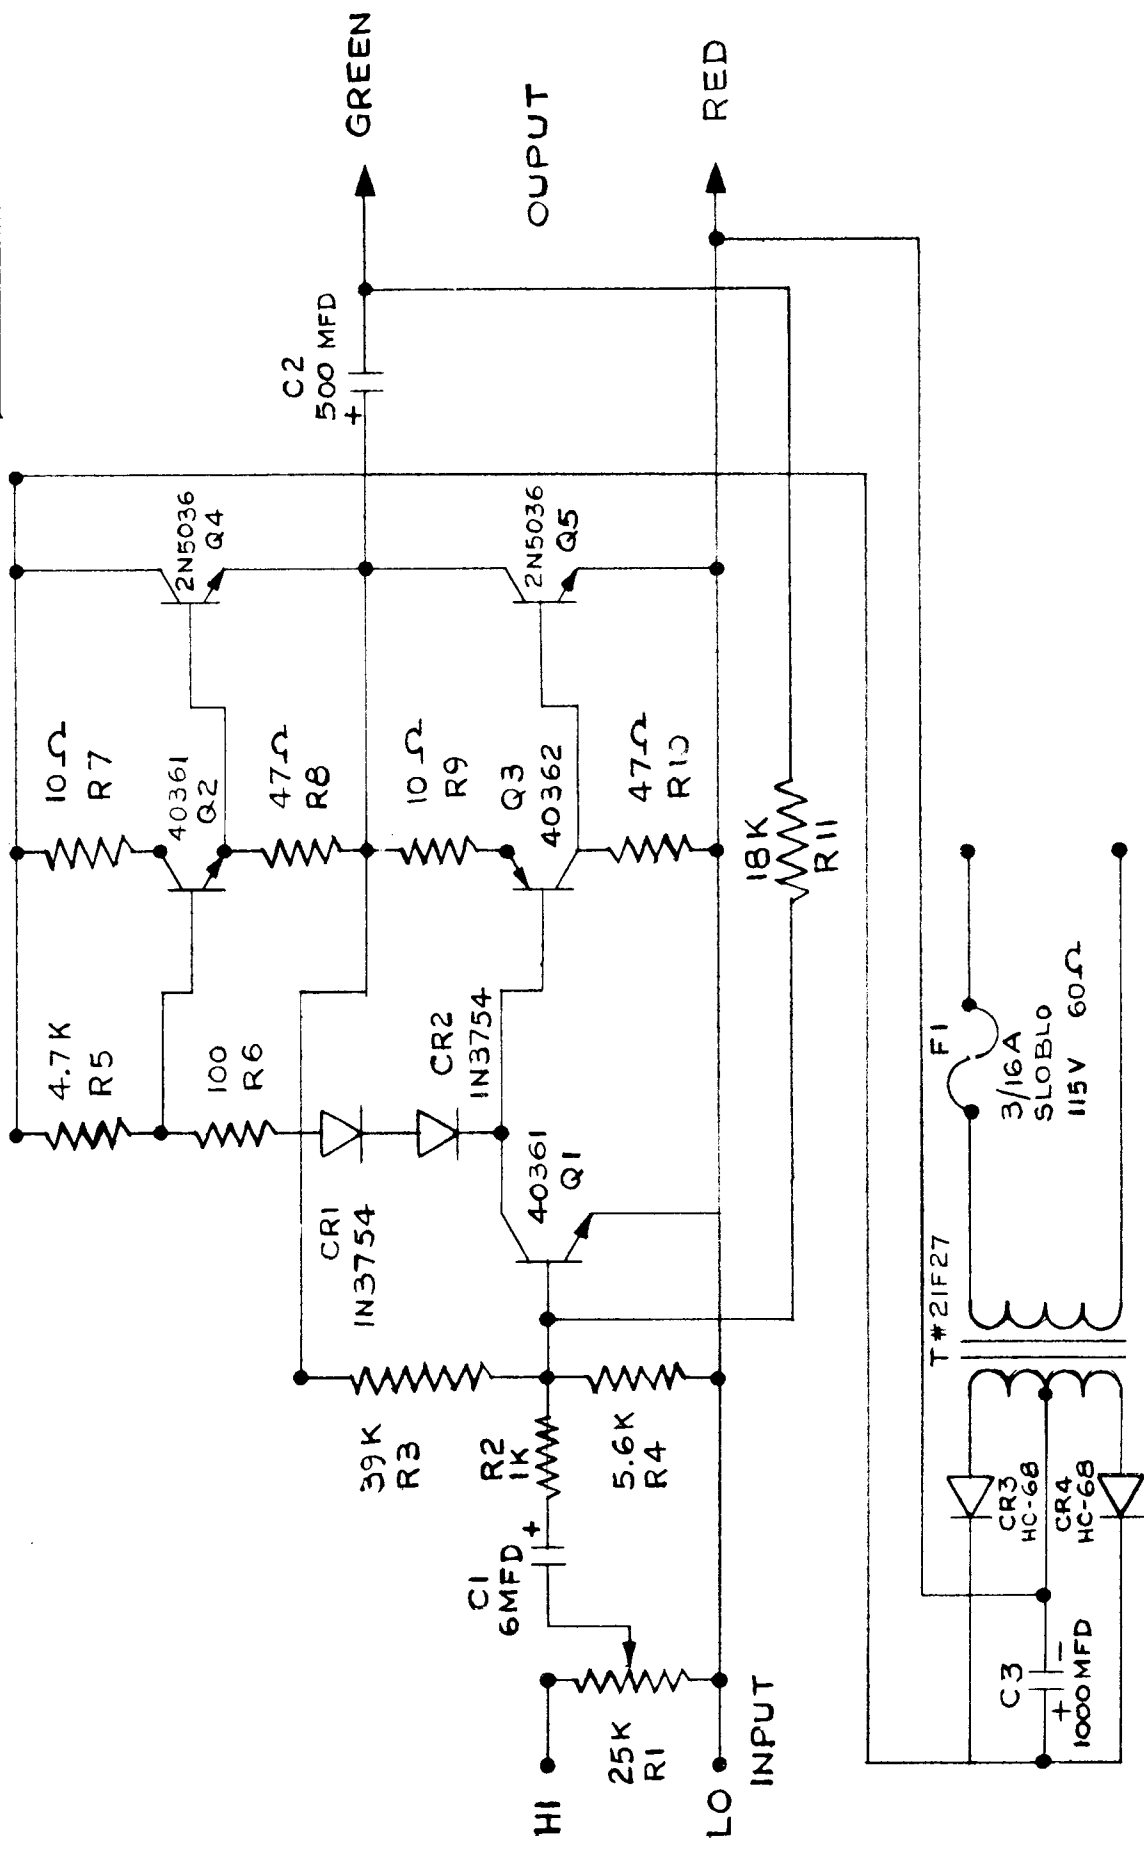 10Ω
R7
2N5036
Q4
GREEN
4.7K
R5
40361
Q2
47Ω
R8
C2
500 MFD
+
100
R6
10Ω
R9
Q3
40362
2N5036
Q5
OUPUT
CR1
1N3754
CR2
1N3754
47Ω
R10
RED
39K
R3
40361
Q1
C1
6MFD
+
R2
1K
5.6K
R4
18K
R11
HI
25K
R1
LO
INPUT
T#21F27
F1
3/16A
SLOBLO
115V 60Ω
CR3
HC-68
CR4
HC-68
C3
+ −
1000MFD